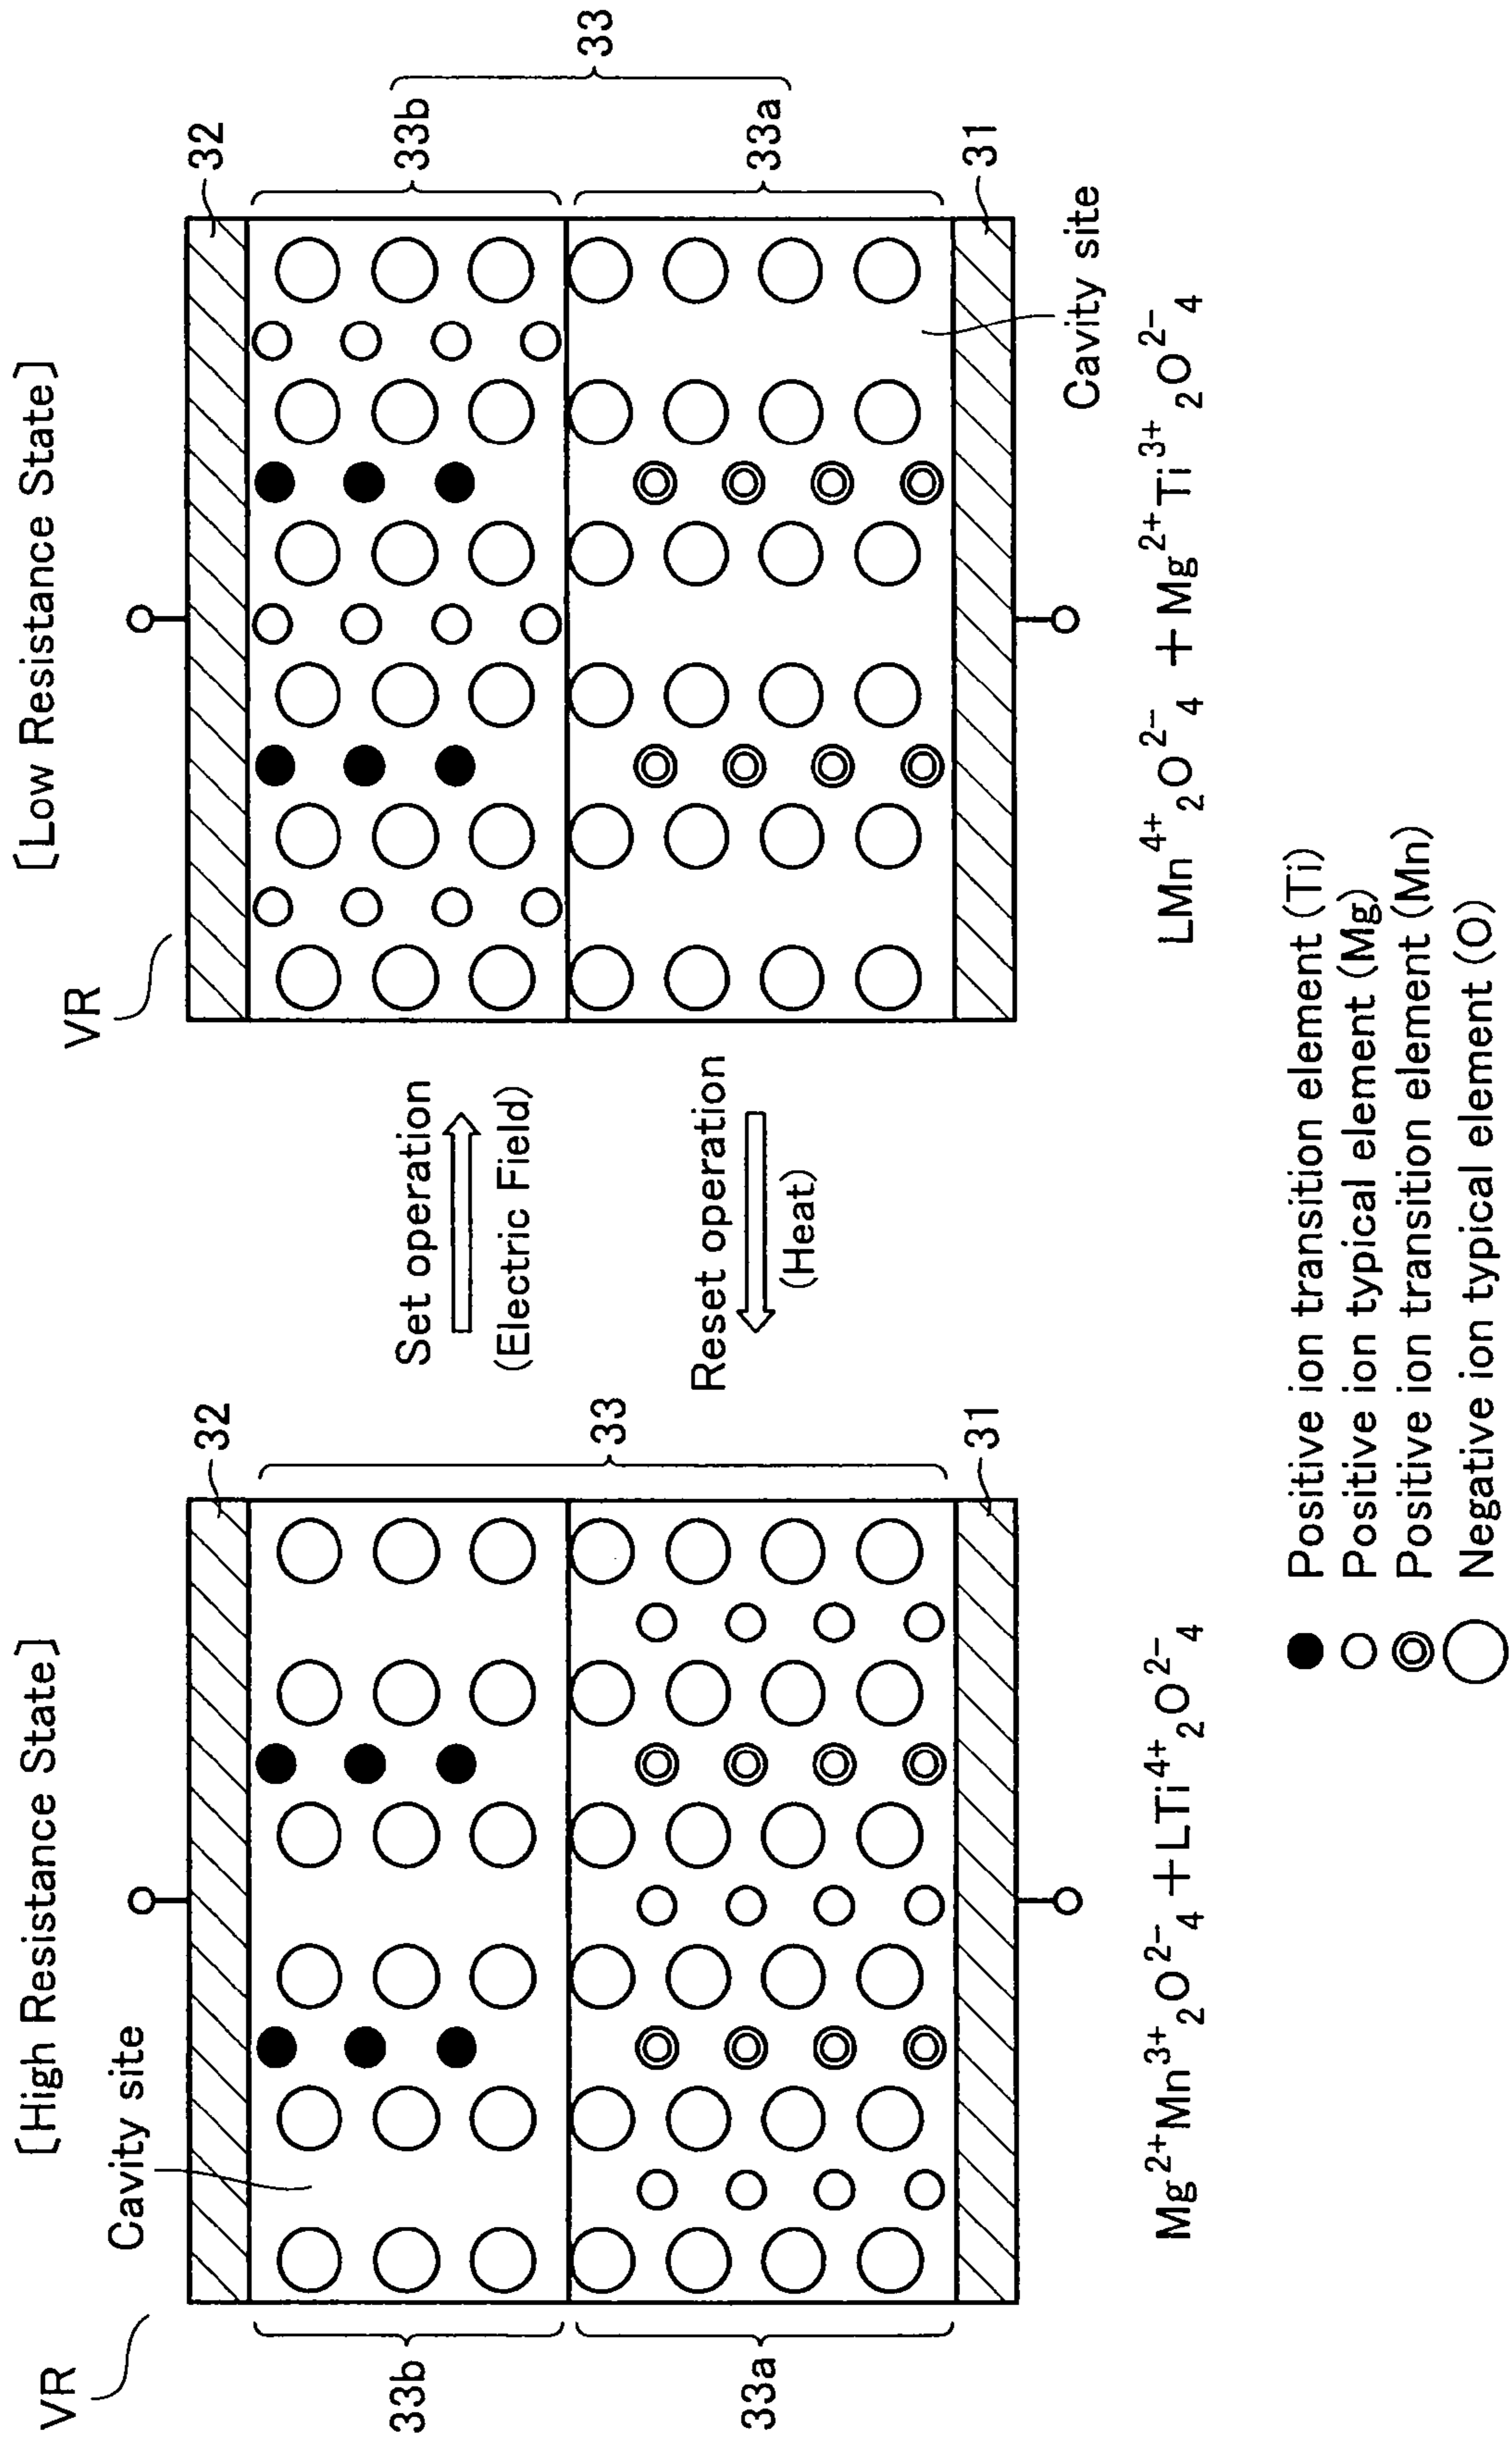 [High Resistance State]
VR
Cavity site
32
33b
33a
33
31
Mg2+Mn3+2O2-4+LTi4+2O2-4
Set operation
(Electric Field)
Reset operation
(Heat)
[Low Resistance State]
VR
32
33b
33a
33
31
Cavity site
LMn4+2O2-4 +Mg2+Ti3+2O2-4
Positive ion transition element (Ti)
Positive ion typical element (Mg)
Positive ion transition element (Mn)
Negative ion typical element (O)